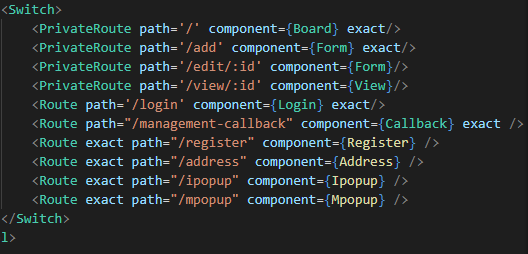 <Switch>
<PrivateRoute path='/' component={Board} exact/>
<PrivateRoute path='/add' component={Form} exact/>
<PrivateRoute path='/edit/:id' component={Form}/>
<PrivateRoute path='/view/:id' component={View}/>
<Route path='/login' component={Login} exact/>
<Route path="/management-callback" component={Callback} exact />
<Route exact path="/register" component={Register} />
<Route exact path="/address" component={Address} />
<Route exact path="/ipopup" component={Ipopup} />
<Route exact path="/mpopup" component={Mpopup} />
</Switch>
l>